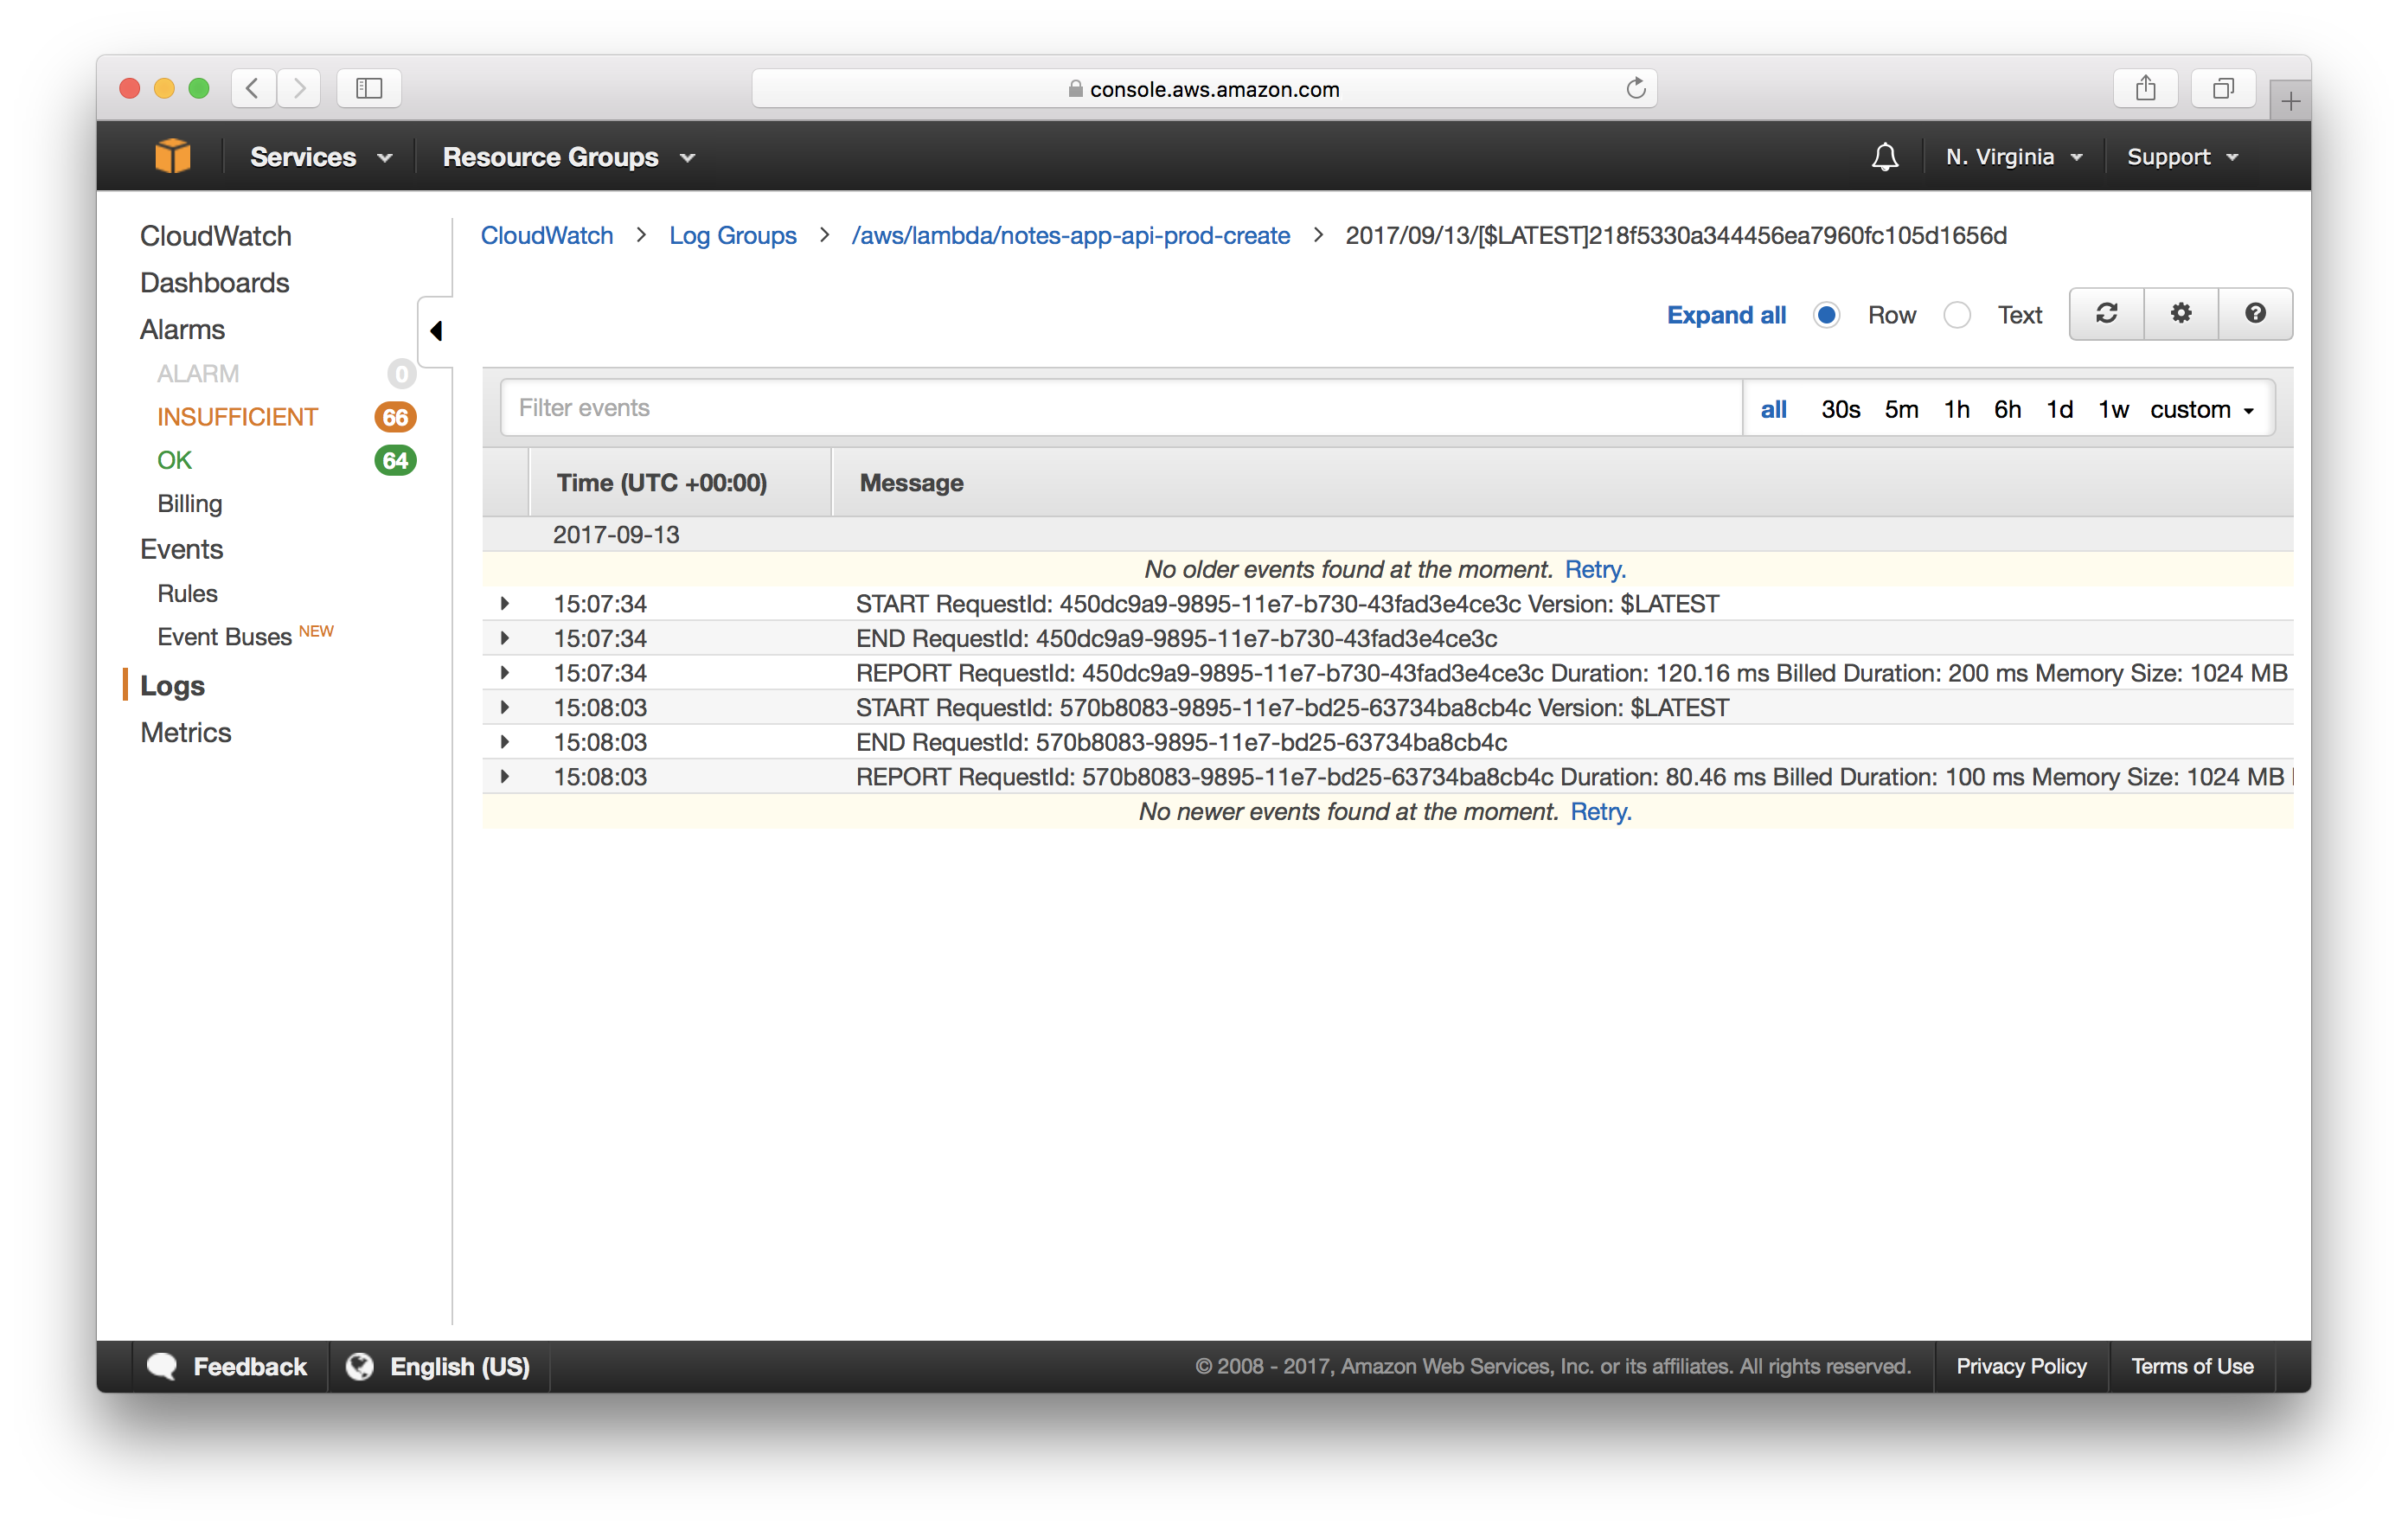 console.aws.amazon.com
Services Resource Groups N. Virginia Support
CloudWatch
Dashboards
Alarms
ALARM 0
INSUFFICIENT 66
OK 64
Billing
Events
Rules
Event Buses NEW
Logs
Metrics
CloudWatch > Log Groups > /aws/lambda/notes-app-api-prod-create > 2017/09/13/[$LATEST]218f5330a344456ea7960fc105d1656d
Expand all Row Text
Filter events all 30s 5m 1h 6h 1d 1w custom
Time (UTC +00:00) Message
2017-09-13
No older events found at the moment. Retry.
15:07:34 START RequestId: 450dc9a9-9895-11e7-b730-43fad3e4ce3c Version: $LATEST
15:07:34 END RequestId: 450dc9a9-9895-11e7-b730-43fad3e4ce3c
15:07:34 REPORT RequestId: 450dc9a9-9895-11e7-b730-43fad3e4ce3c Duration: 120.16 ms Billed Duration: 200 ms Memory Size: 1024 MB
15:08:03 START RequestId: 570b8083-9895-11e7-bd25-63734ba8cb4c Version: $LATEST
15:08:03 END RequestId: 570b8083-9895-11e7-bd25-63734ba8cb4c
15:08:03 REPORT RequestId: 570b8083-9895-11e7-bd25-63734ba8cb4c Duration: 80.46 ms Billed Duration: 100 ms Memory Size: 1024 MB
No newer events found at the moment. Retry.
Feedback English (US) © 2008 - 2017, Amazon Web Services, Inc. or its affiliates. All rights reserved. Privacy Policy Terms of Use